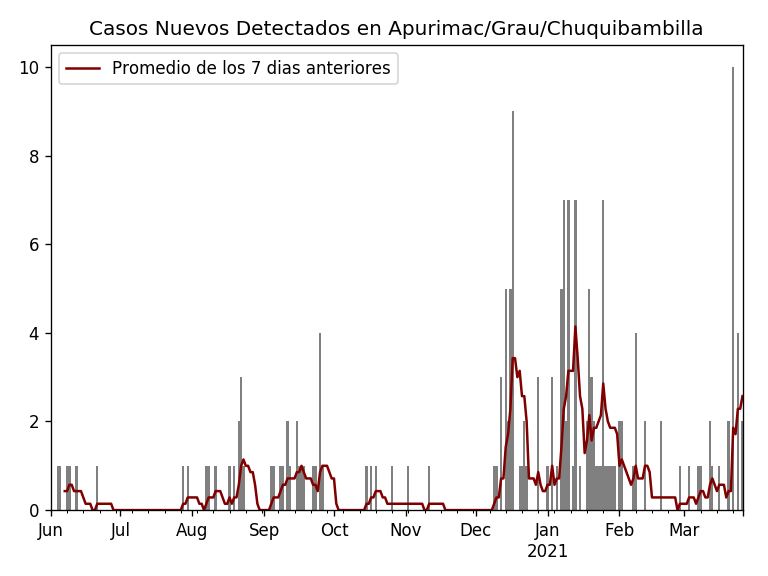 Casos Nuevos Detectados en Apurimac/Grau/Chuquibambilla
Promedio de los 7 dias anteriores
10
8
6
4
2
0
Jun Jul Aug Sep Oct Nov Dec Jan Feb Mar
2021